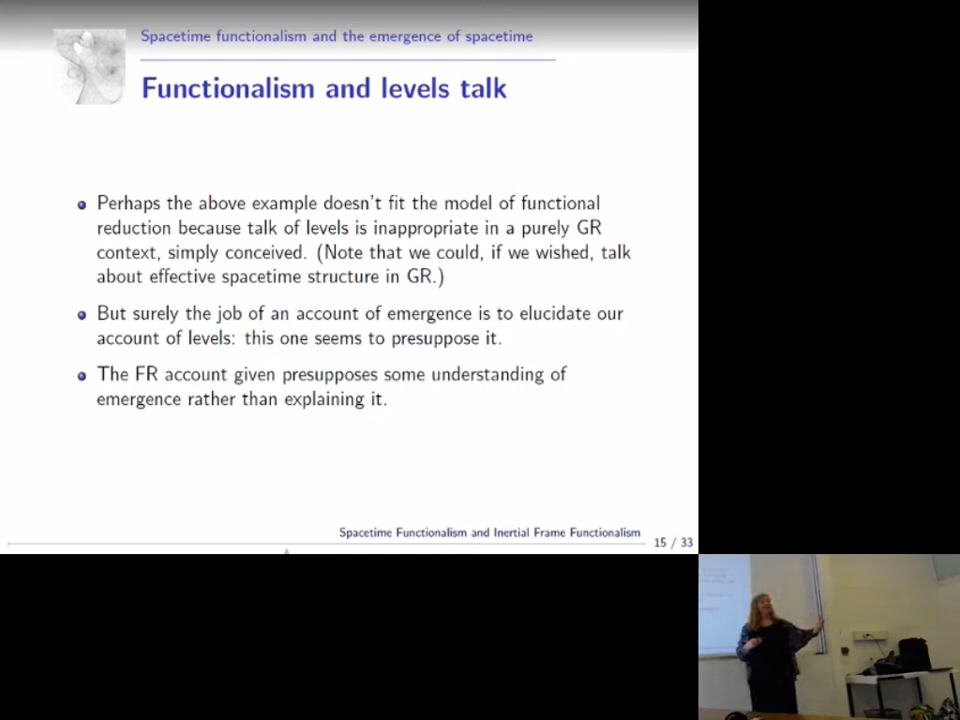 Spacetime functionalism and the emergence of spacetime
Functionalism and levels talk
Perhaps the above example doesn't fit the model of functional
reduction because talk of levels is inappropriate in a purely GR
context, simply conceived. (Note that we could, if we wished, talk
about effective spacetime structure in GR.)
But surely the job of an account of emergence is to elucidate our
account of levels: this one seems to presuppose it.
The FR account given presupposes some understanding of
emergence rather than explaining it.
Spacetime Functionalism and Inertial Frame Functionalism
15 / 33